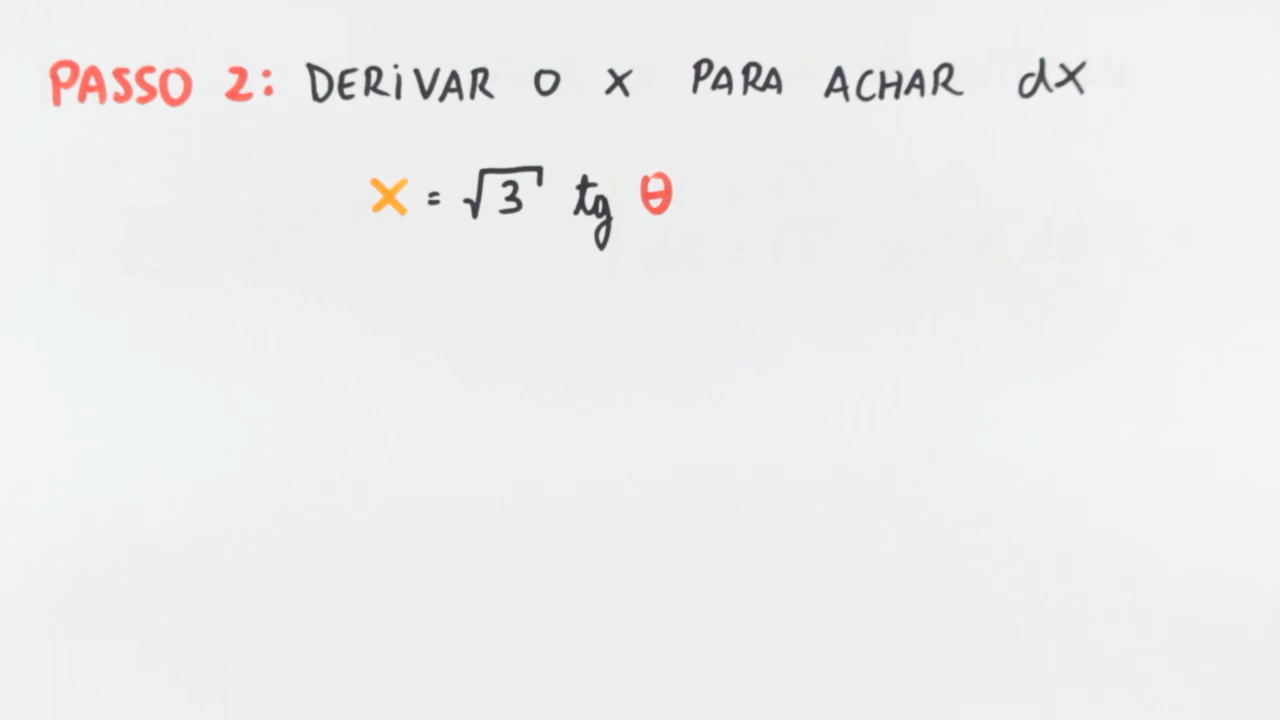 PASSO 2: DERIVAR O X PARA ACHAR dX
X = √3 tg θ